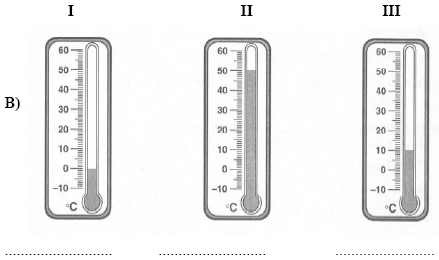 I II III
B)
60 60 60
50 50 50
40 40 40
30 30 30
20 20 20
10 10 10
0 0 0
–10 –10 –10
°C °C °C
........................... ........................... .........................